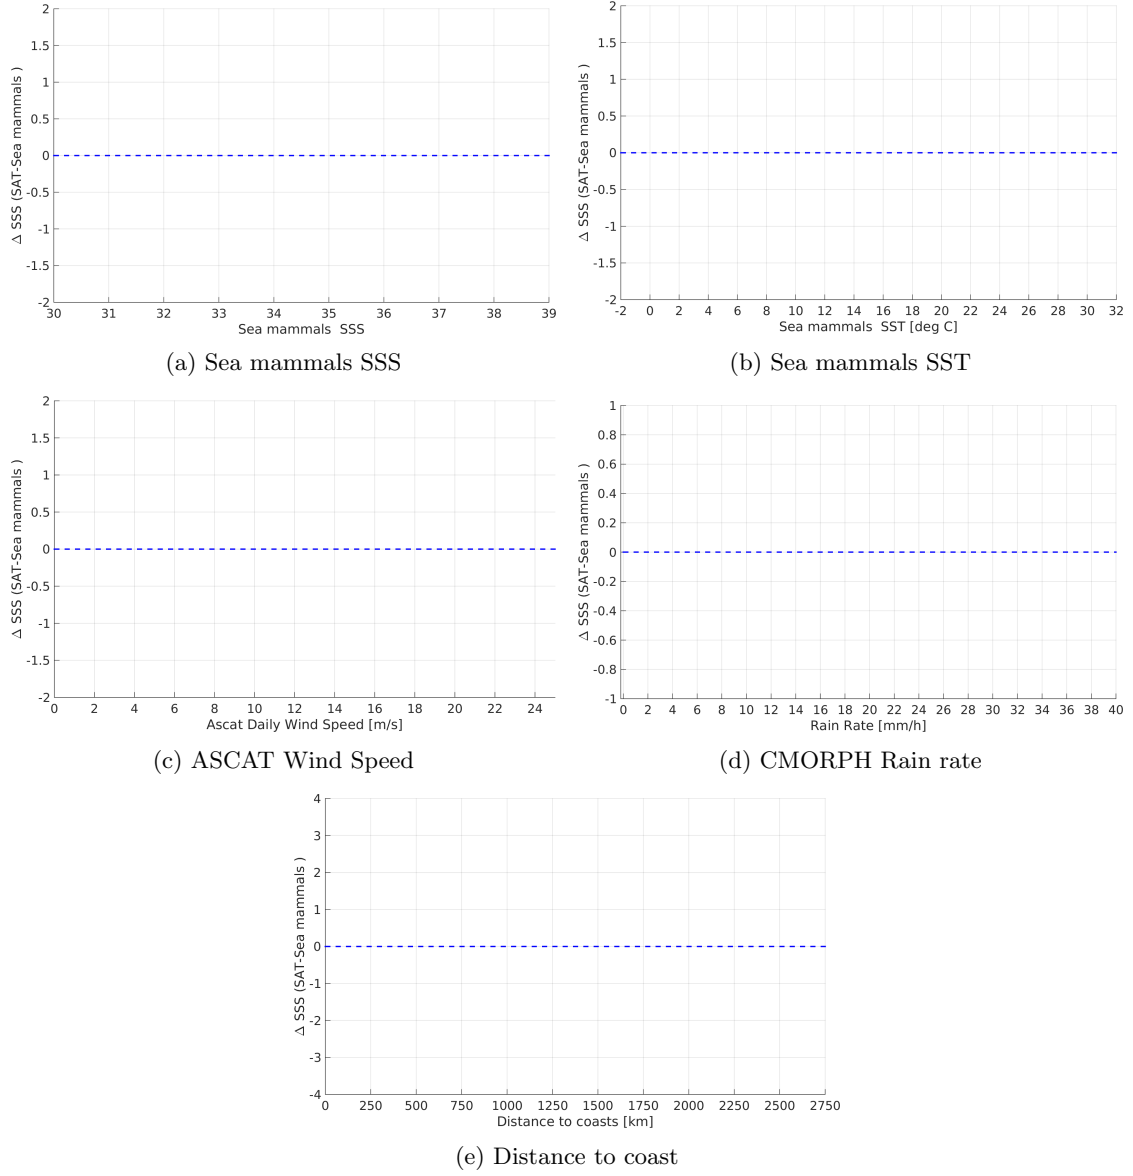 2
1.5
1
0.5
0
-0.5
-1
-1.5
-2
Δ SSS (SAT-Sea mammals )
30 31 32 33 34 35 36 37 38 39
Sea mammals  SSS
(a) Sea mammals SSS
2
1.5
1
0.5
0
-0.5
-1
-1.5
-2
Δ SSS (SAT-Sea mammals )
-2 0 2 4 6 8 10 12 14 16 18 20 22 24 26 28 30 32
Sea mammals  SST [deg C]
(b) Sea mammals SST
2
1.5
1
0.5
0
-0.5
-1
-1.5
-2
Δ SSS (SAT-Sea mammals )
0 2 4 6 8 10 12 14 16 18 20 22 24
Ascat Daily Wind Speed [m/s]
(c) ASCAT Wind Speed
1
0.8
0.6
0.4
0.2
0
-0.2
-0.4
-0.6
-0.8
-1
Δ SSS (SAT-Sea mammals )
0 2 4 6 8 10 12 14 16 18 20 22 24 26 28 30 32 34 36 38 40
Rain Rate [mm/h]
(d) CMORPH Rain rate
4
3
2
1
0
-1
-2
-3
-4
Δ SSS (SAT-Sea mammals )
0 250 500 750 1000 1250 1500 1750 2000 2250 2500 2750
Distance to coasts [km]
(e) Distance to coast